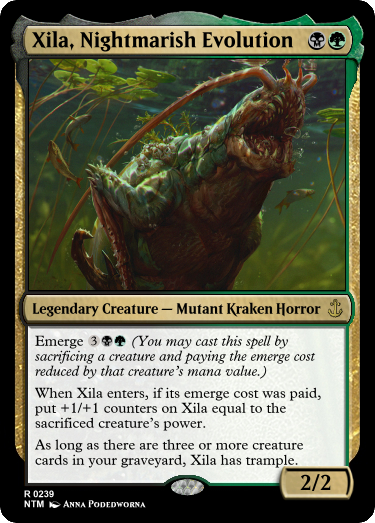 Xila, Nightmarish Evolution
Legendary Creature — Mutant Kraken Horror
Emerge 3 (You may cast this spell by
sacrificing a creature and paying the emerge cost
reduced by that creature's mana value.)
When Xila enters, if its emerge cost was paid,
put +1/+1 counters on Xila equal to the
sacrificed creature's power.
As long as there are three or more creature
cards in your graveyard, Xila has trample.
2/2
R 0239
NTM Anna Podedworna